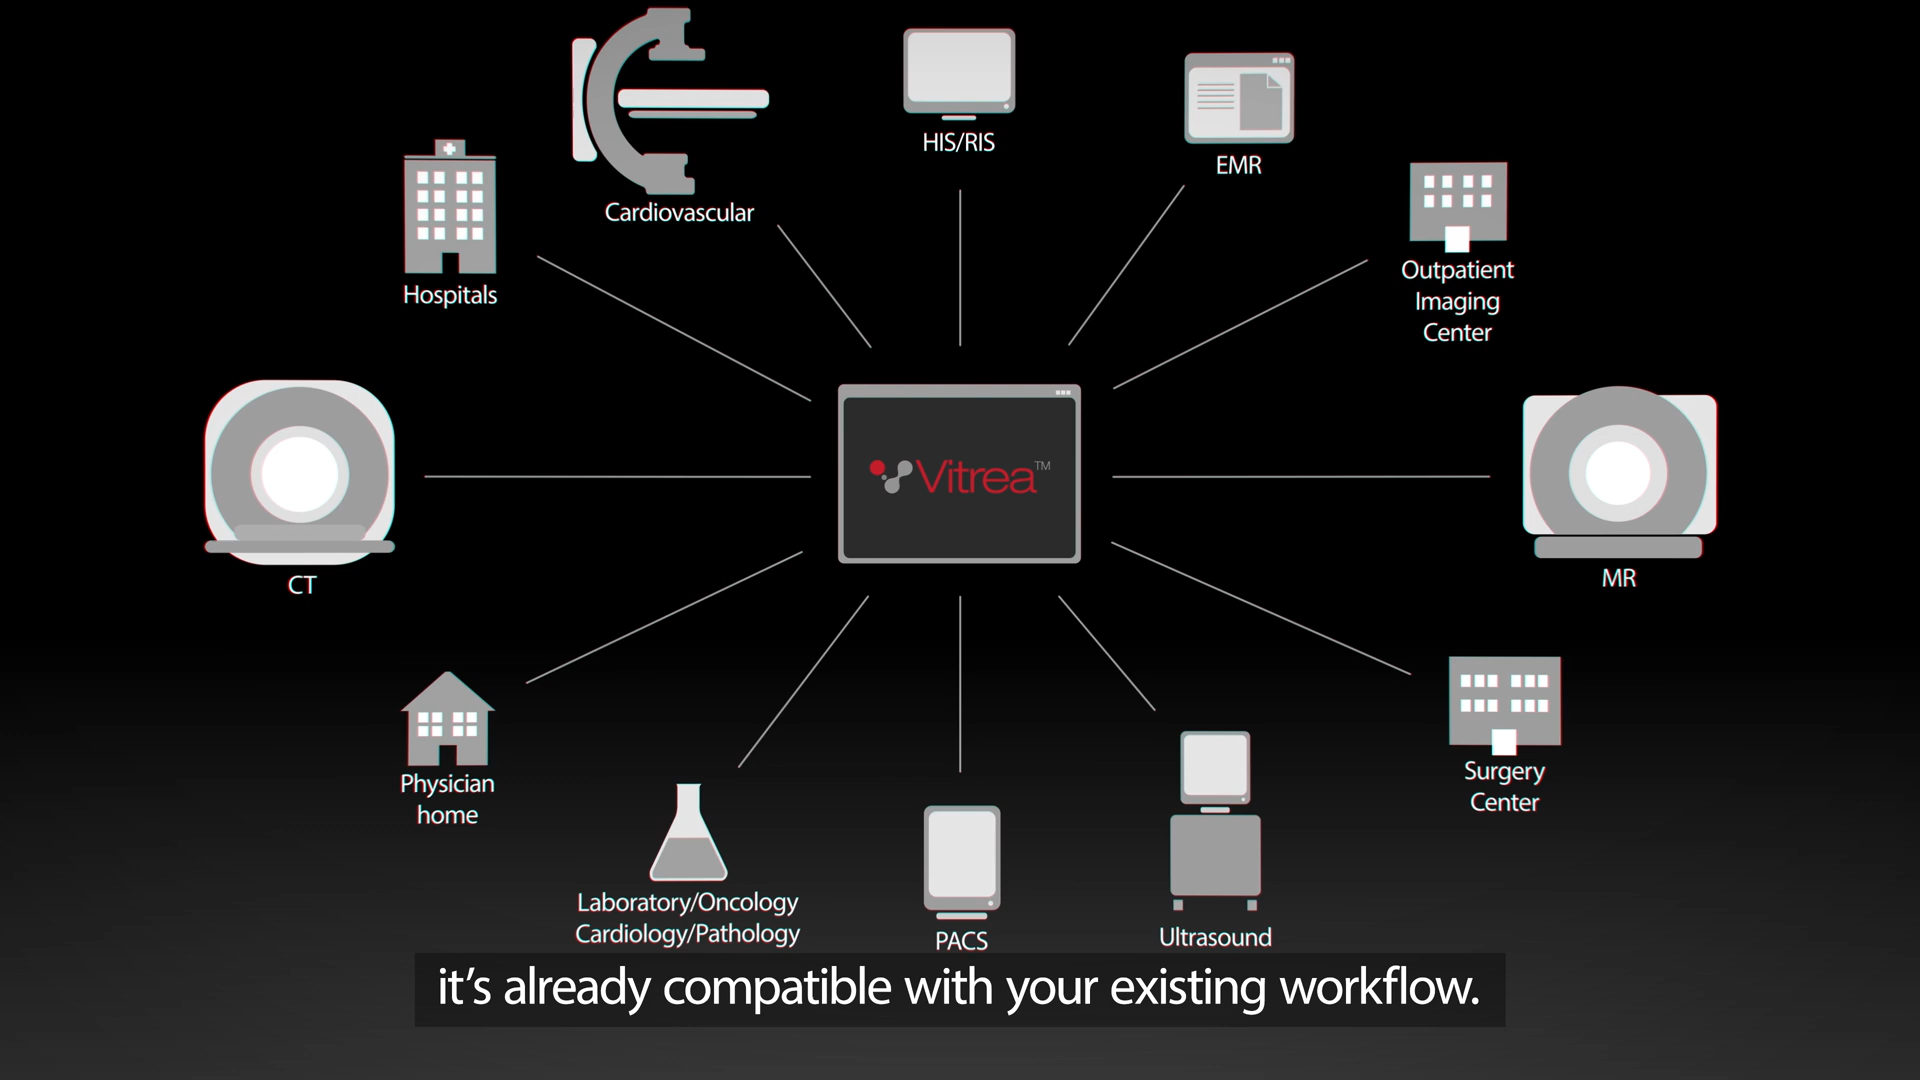 HIS/RIS
EMR
Cardiovascular
Hospitals
Outpatient
Imaging
Center
Vitrea™
CT
MR
Physician
home
Surgery
Center
Laboratory/Oncology
Cardiology/Pathology
PACS
Ultrasound
it’s already compatible with your existing workflow.